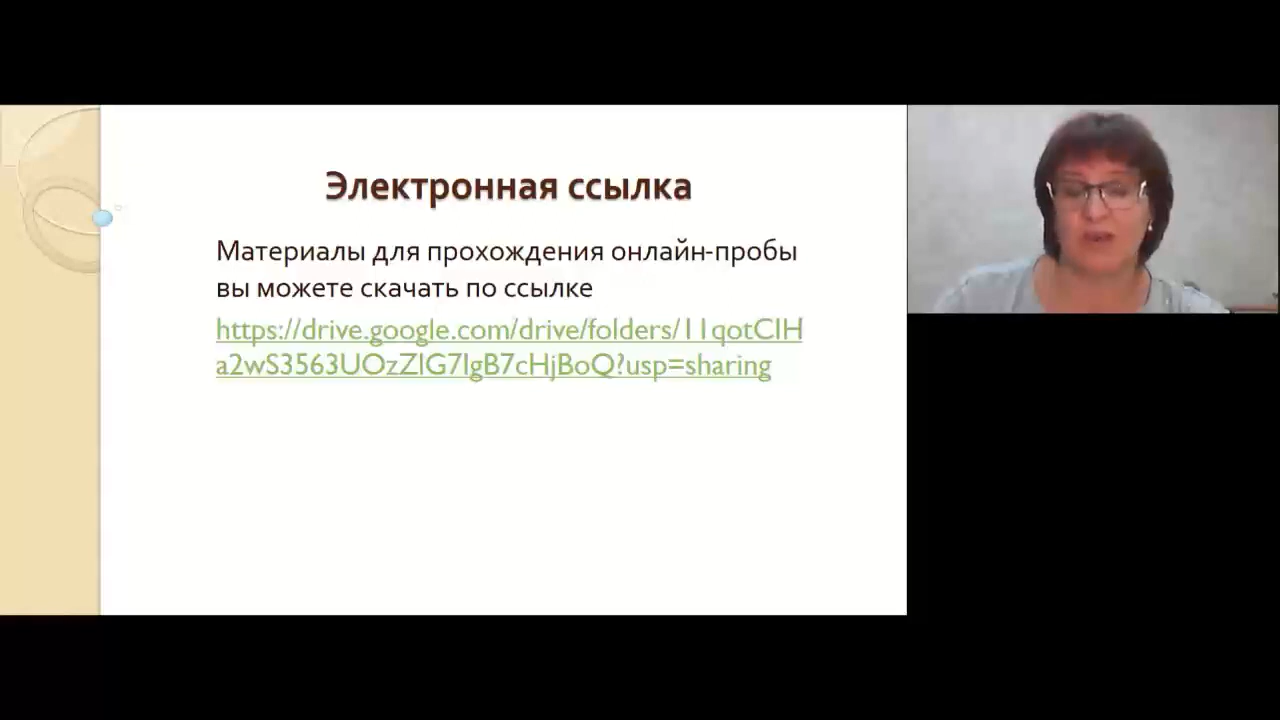 Электронная ссылка
Материалы для прохождения онлайн-пробы
вы можете скачать по ссылке
https://drive.google.com/drive/folders/11qotClH
a2wS3563UOzZlG7lgB7cHjBoQ?usp=sharing